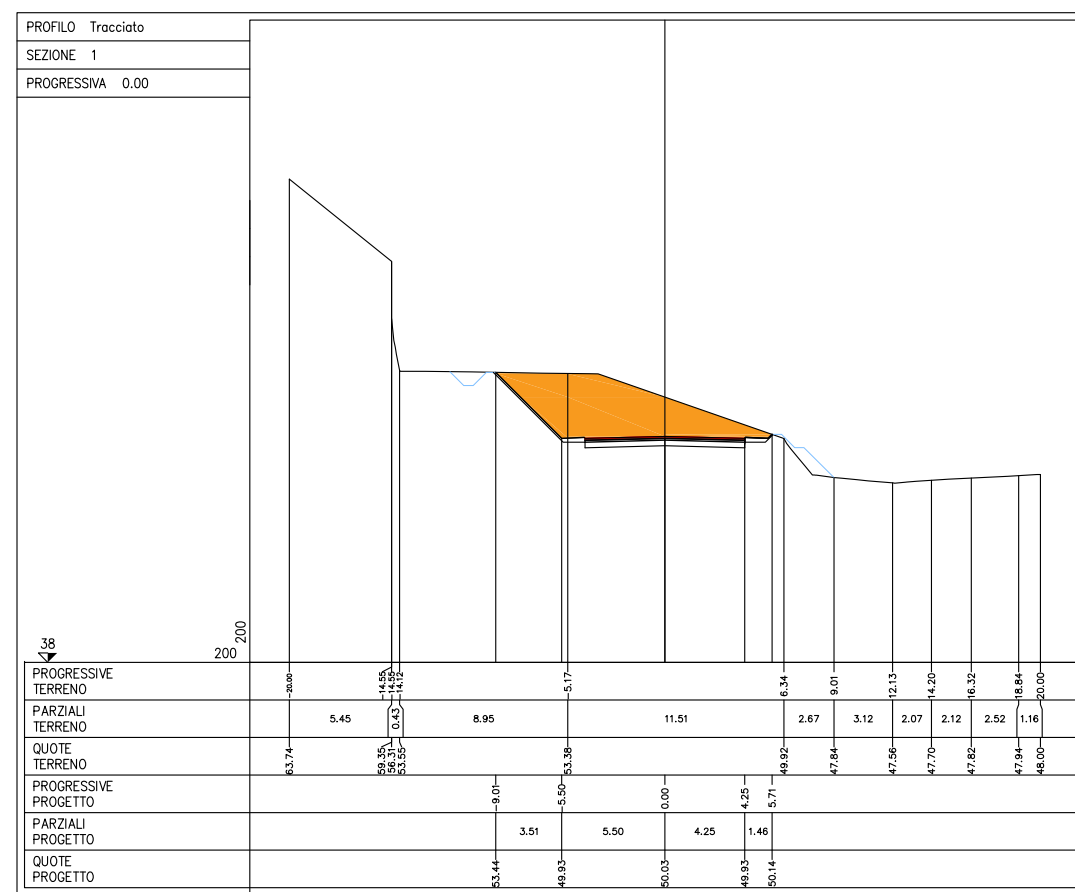 PROFILO Tracciato
SEZIONE 1
PROGRESSIVA 0.00
38
200
200
PROGRESSIVE
TERRENO
-20.00 -14.55 -14.55 -14.12 -5.17 6.34 9.01 12.13 14.20 16.32 18.84 20.00
PARZIALI
TERRENO
5.45 0.43 8.95 11.51 2.67 3.12 2.07 2.12 2.52 1.16
QUOTE
TERRENO
63.74 59.35 56.31 53.55 53.38 49.92 47.84 47.56 47.70 47.82 47.94 48.00
PROGRESSIVE
PROGETTO
-9.01 -5.50 0.00 4.25 5.71
PARZIALI
PROGETTO
3.51 5.50 4.25 1.46
QUOTE
PROGETTO
53.44 49.93 50.03 49.93 50.14